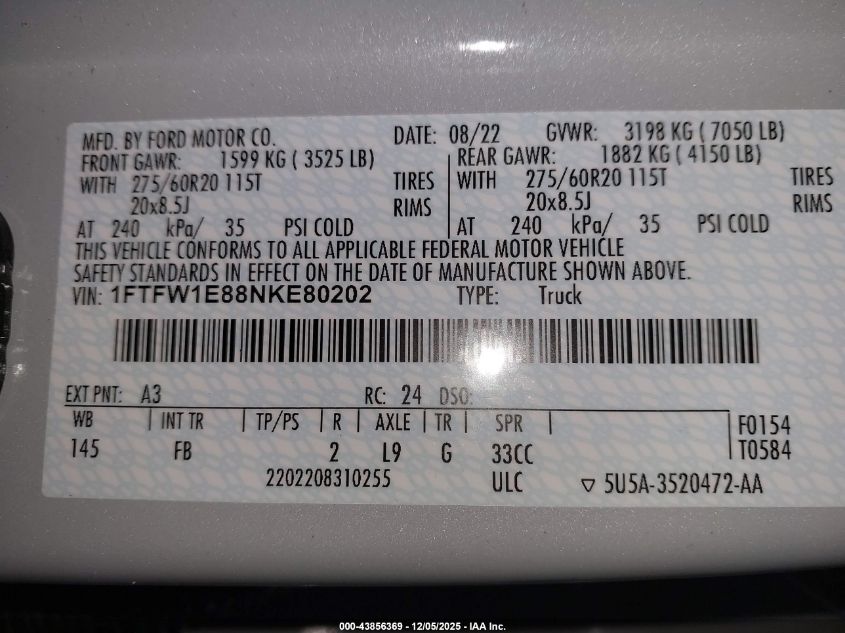 MFD. BY FORD MOTOR CO. DATE: 08/22 GVWR: 3198 KG ( 7050 LB)
FRONT GAWR: 1599 KG ( 3525 LB) REAR GAWR: 1882 KG ( 4150 LB)
WITH 275/60R20 115T TIRES WITH 275/60R20 115T TIRES
20x8.5J RIMS 20x8.5J RIMS
AT 240 kPa/ 35 PSI COLD AT 240 kPa/ 35 PSI COLD
THIS VEHICLE CONFORMS TO ALL APPLICABLE FEDERAL MOTOR VEHICLE
SAFETY STANDARDS IN EFFECT ON THE DATE OF MANUFACTURE SHOWN ABOVE.
VIN: 1FTFW1E88NKE80202 TYPE: Truck
EXT PNT: A3 RC: 24 DSO:
WB INT TR TP/PS R AXLE TR SPR F0154
145 FB 2 L9 G 33CC T0584
2202208310255 ULC ▽ 5U5A-3520472-AA
000-43856369 - 12/05/2025 - IAA Inc.